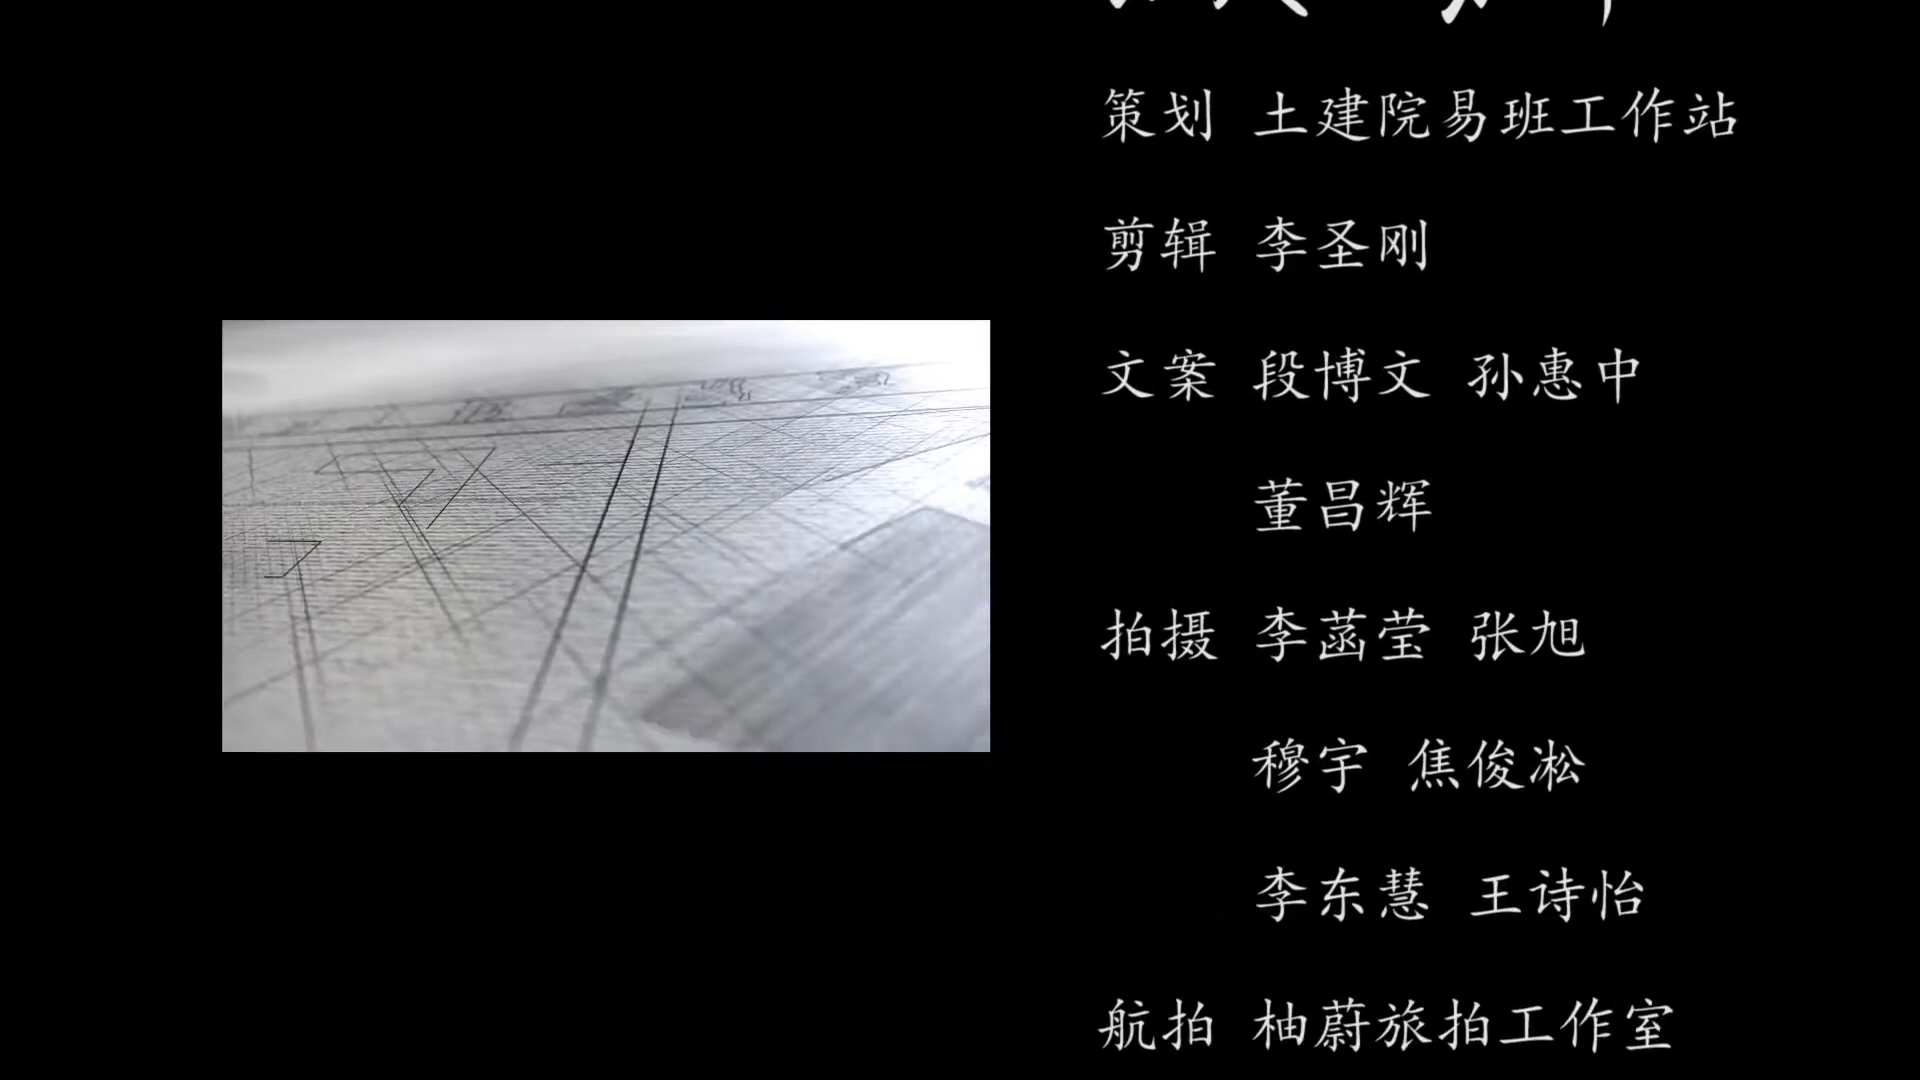 策划 土建院易班工作站
剪辑 李圣刚
文案 段博文 孙惠中
董昌辉
拍摄 李菡莹 张旭
穆宇 焦俊凇
李东慧 王诗怡
航拍 柚蔚旅拍工作室